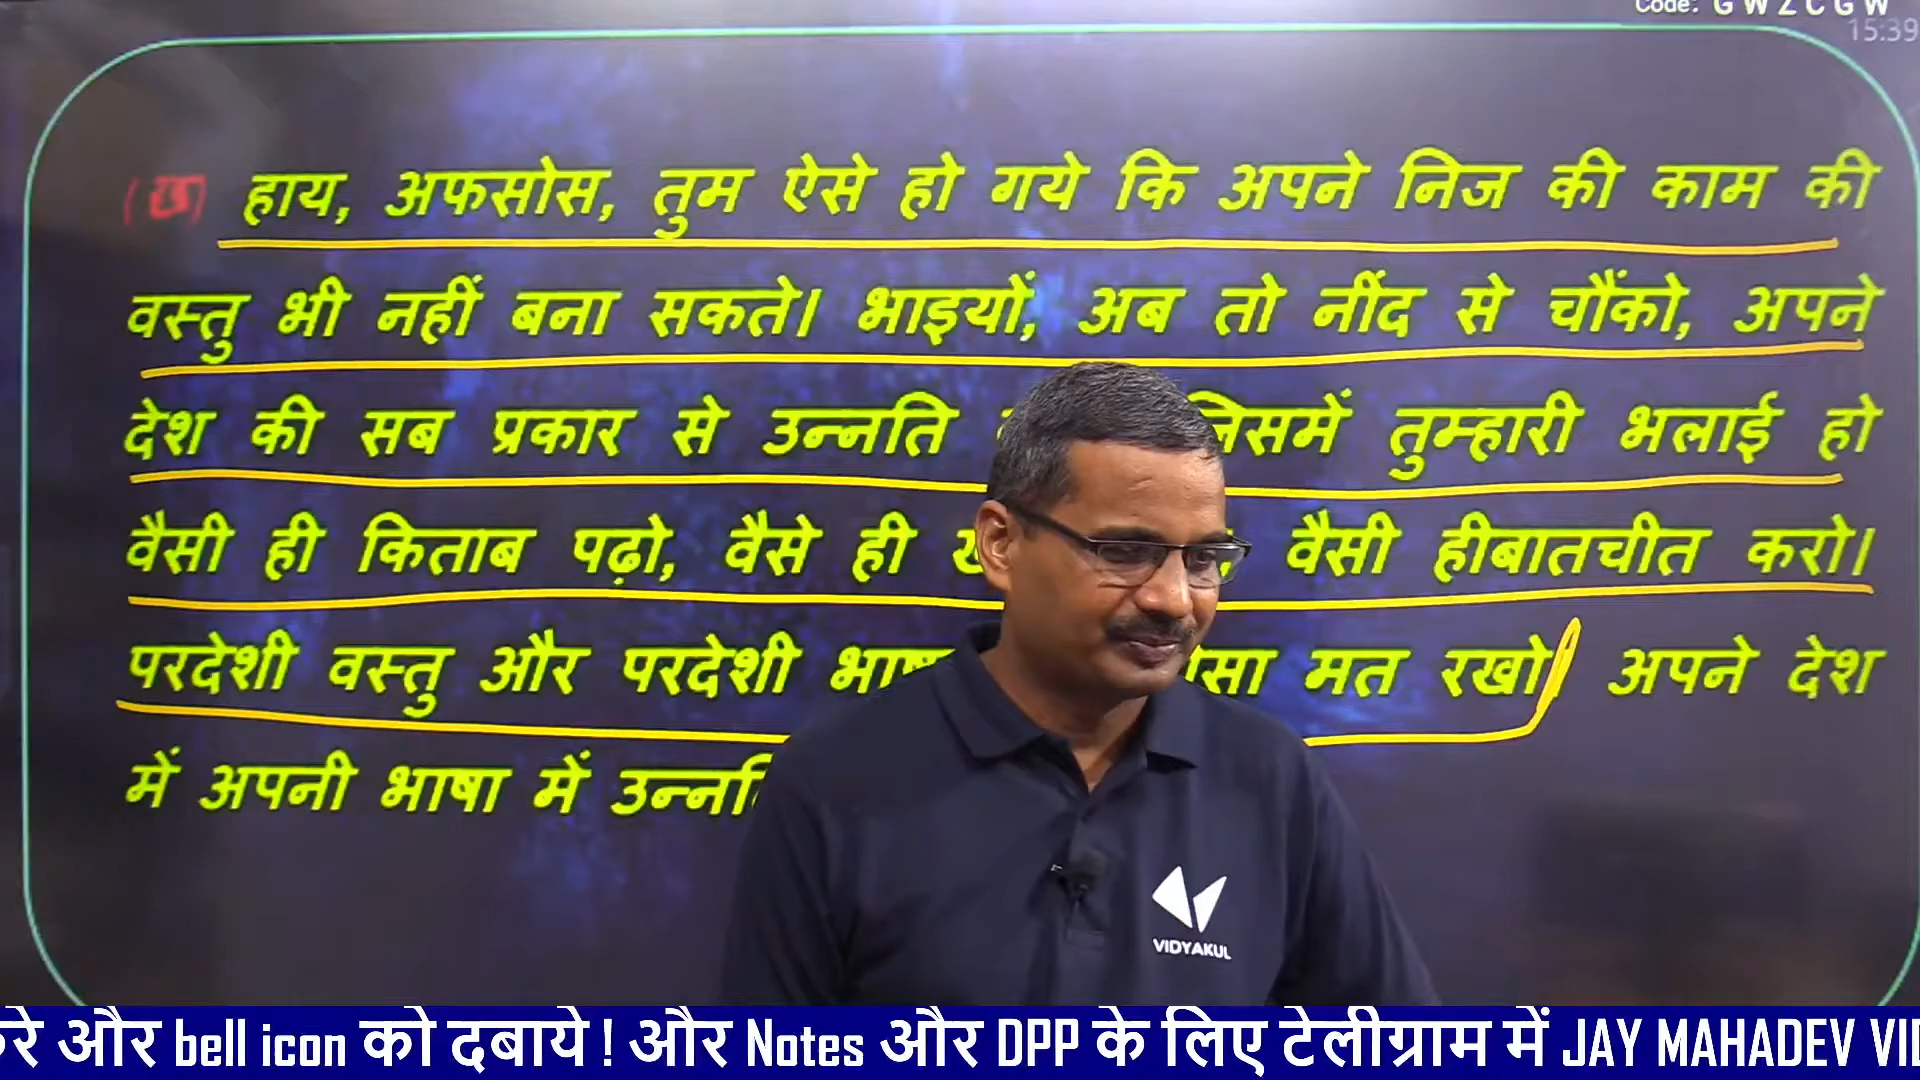 Code: G W Z C G W
15:39
(ख) हाय, अफसोस, तुम ऐसे हो गये कि अपने निज की काम की
वस्तु भी नहीं बना सकते। भाइयों, अब तो नींद से चौंको, अपने
देश की सब प्रकार से उन्नति जिसमें तुम्हारी भलाई हो
वैसी ही किताब पढ़ो, वैसे ही वैसी हीबातचीत करो।
परदेशी वस्तु और परदेशी मत रखो। अपने देश
में अपनी भाषा में
VIDYAKUL
और bell icon को दबाये ! और Notes और DPP के लिए टेलीग्राम में JAY MAHADEV